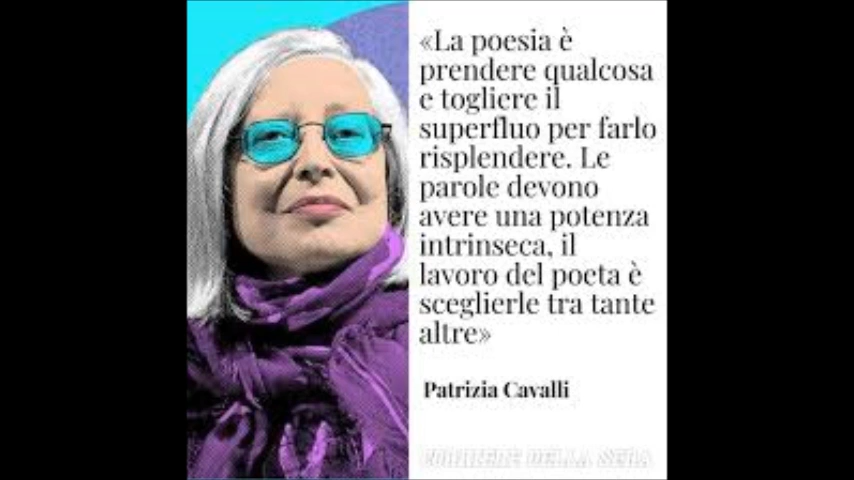 «La poesia è
prendere qualcosa
e togliere il
superfluo per farlo
risplendere. Le
parole devono
avere una potenza
intrinseca, il
lavoro del poeta è
sceglierle tra tante
altre»
Patrizia Cavalli
CORRIERE DELLA SERA